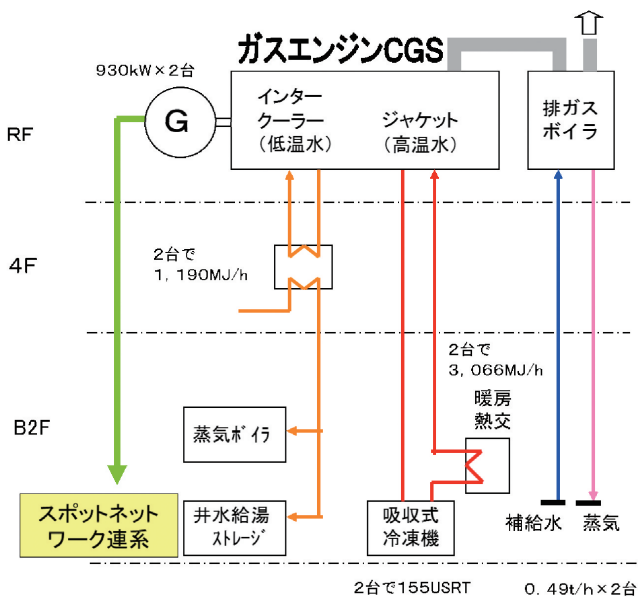 ガスエンジンCGS
930kW×2台
G
インター
クーラー
（低温水）
ジャケット
（高温水）
排ガス
ボイラ
RF
4F
2台で
1，190MJ/h
2台で
3，066MJ/h
暖房
熱交
B2F
蒸気ﾎﾞｲﾗ
井水給湯
ｽﾄﾚｰｼﾞ
スポットネット
ワーク連系
吸収式
冷凍機
補給水
蒸気
2台で155USRT
0．49t/h×2台